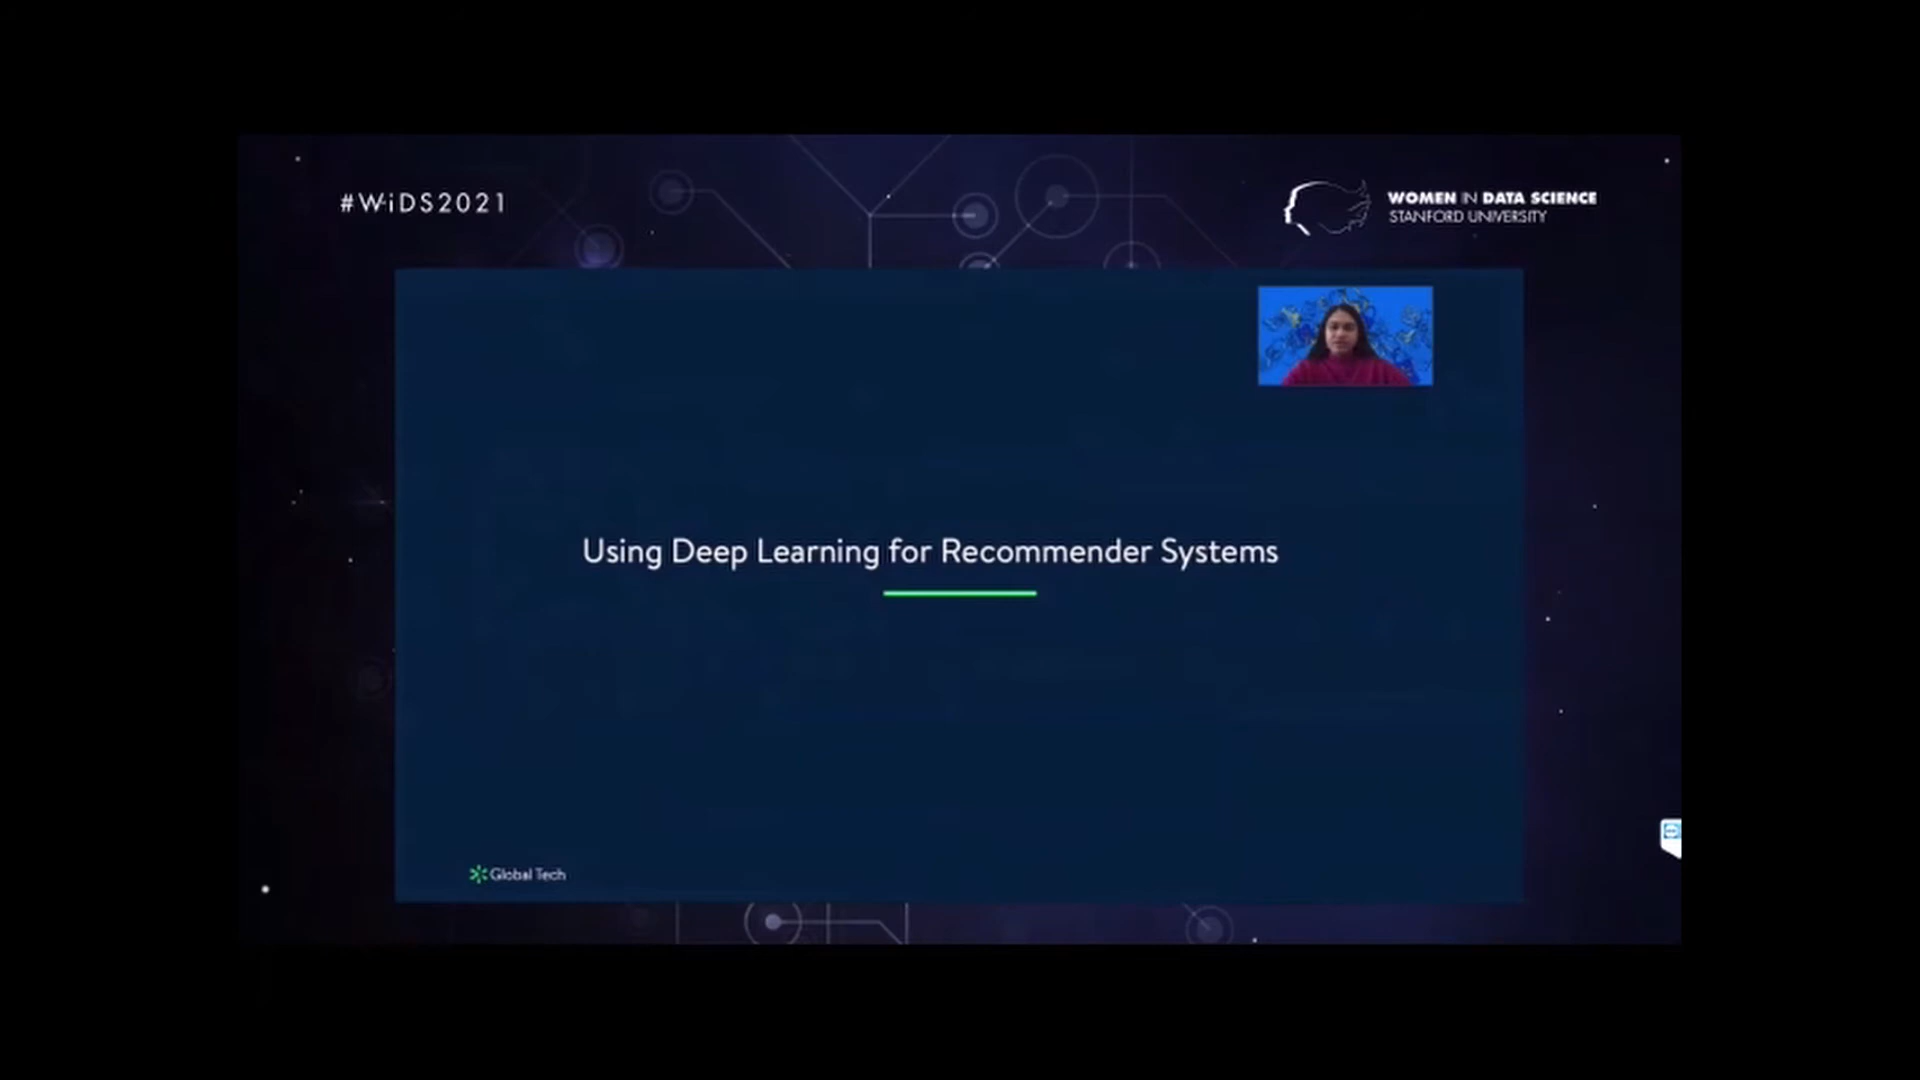 #WiDS2021
WOMEN IN DATA SCIENCE
STANFORD UNIVERSITY
Using Deep Learning for Recommender Systems
Global Tech